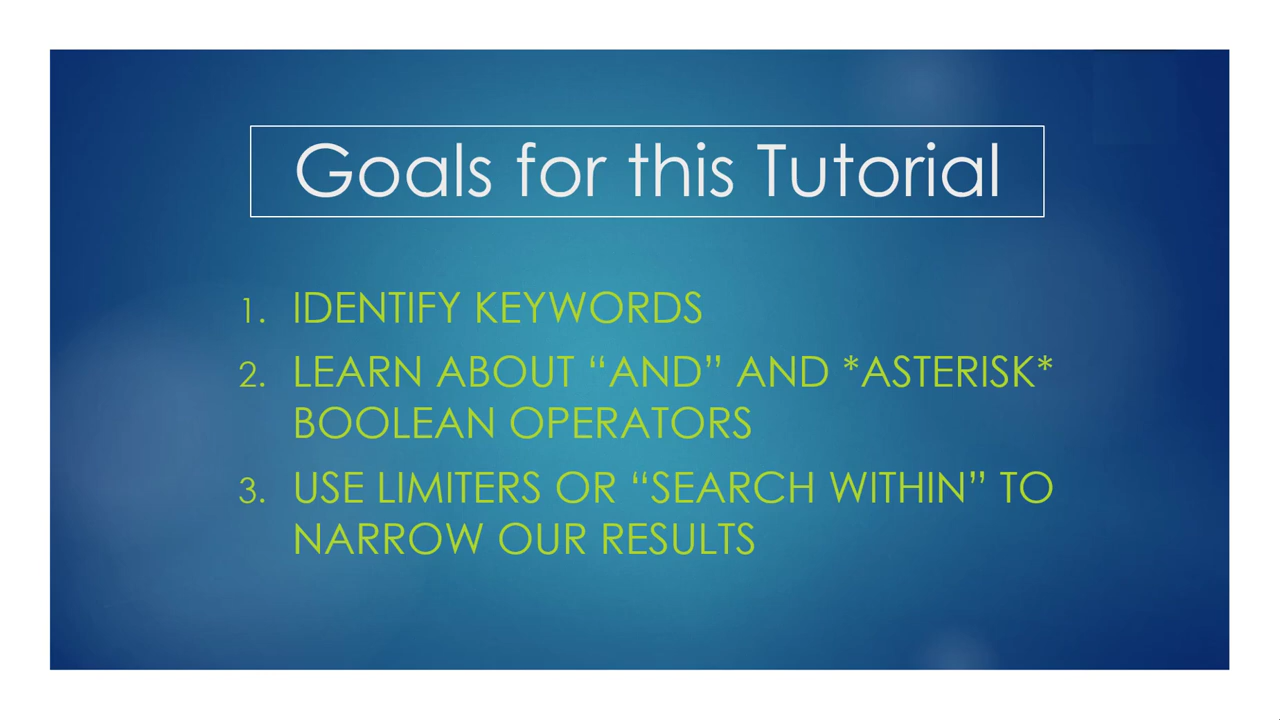 Goals for this Tutorial
1. IDENTIFY KEYWORDS
2. LEARN ABOUT “AND” AND *ASTERISK*
BOOLEAN OPERATORS
3. USE LIMITERS OR “SEARCH WITHIN” TO
NARROW OUR RESULTS